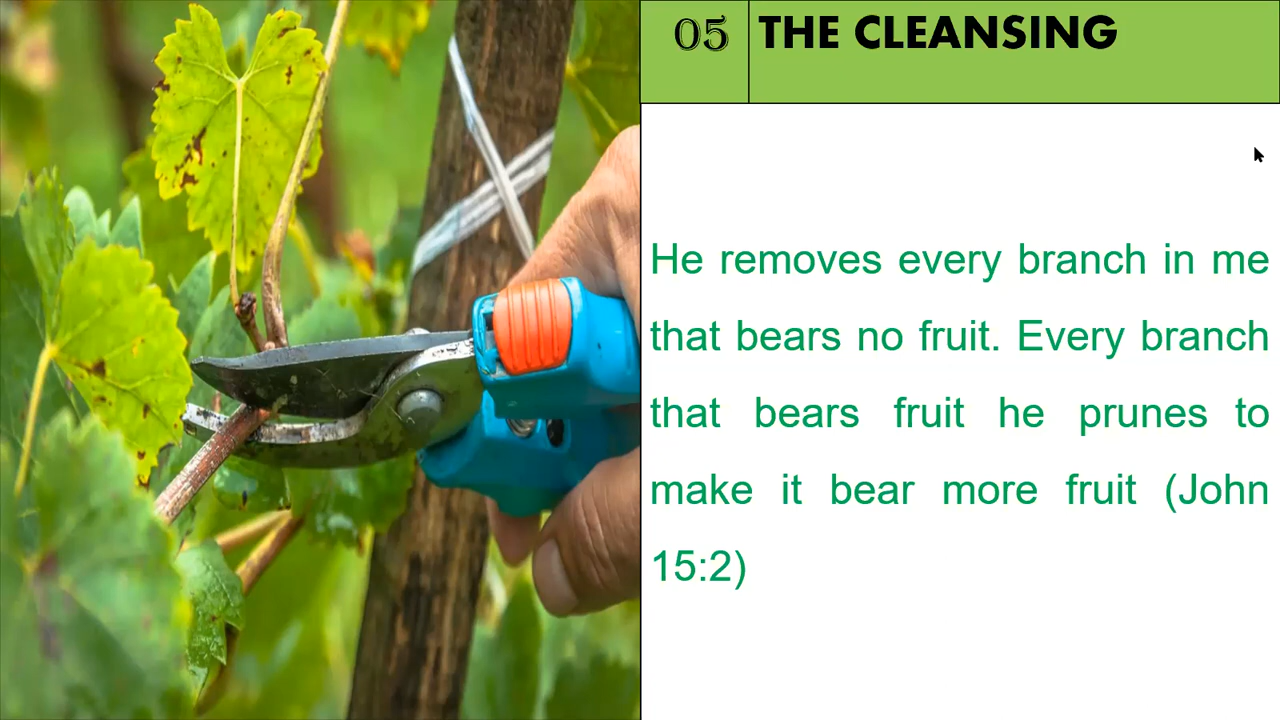 05 THE CLEANSING
He removes every branch in me
that bears no fruit. Every branch
that bears fruit he prunes to
make it bear more fruit (John
15:2)